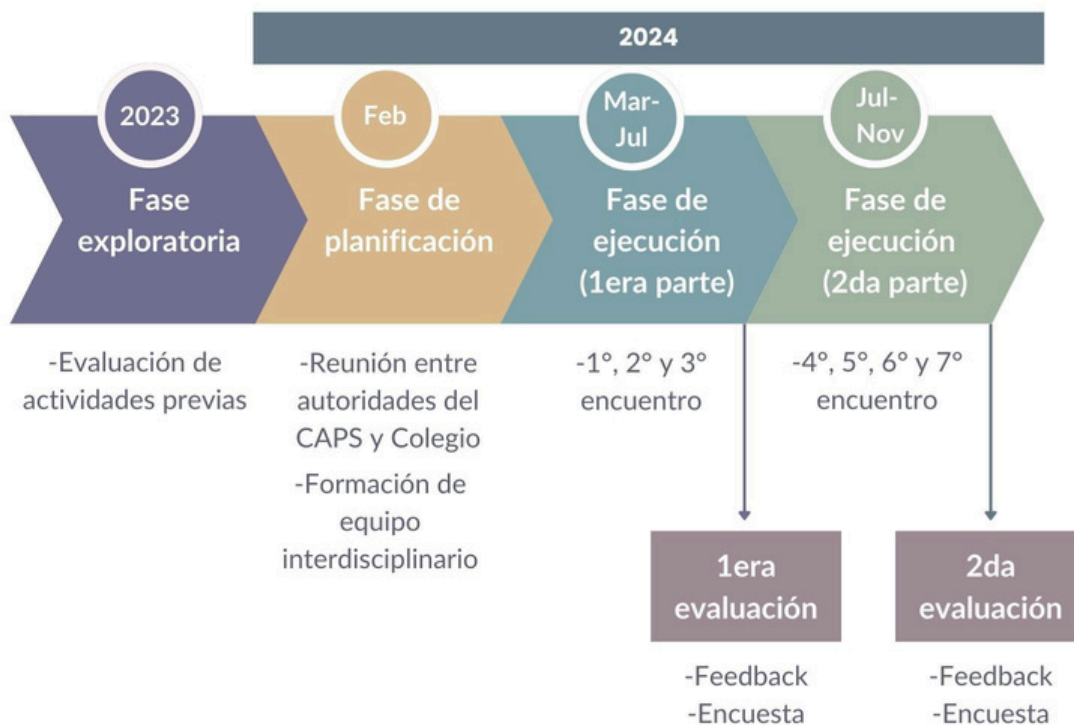 2024
2023
Fase
exploratoria
-Evaluación de
actividades previas
Feb
Fase de
planificación
-Reunión entre
autoridades del
CAPS y Colegio
-Formación de
equipo
interdisciplinario
Mar-
Jul
Fase de
ejecución
(1era parte)
-1°, 2° y 3°
encuentro
Jul-
Nov
Fase de
ejecución
(2da parte)
-4°, 5°, 6° y 7°
encuentro
1era
evaluación
-Feedback
-Encuesta
2da
evaluación
-Feedback
-Encuesta